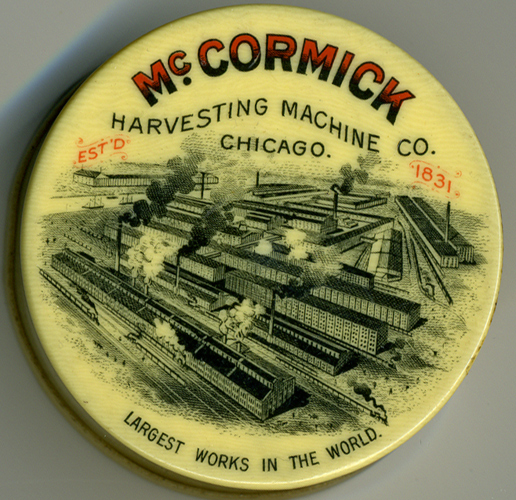 McCORMICK
HARVESTING MACHINE CO.
CHICAGO.
EST'D
1831
LARGEST WORKS IN THE WORLD.